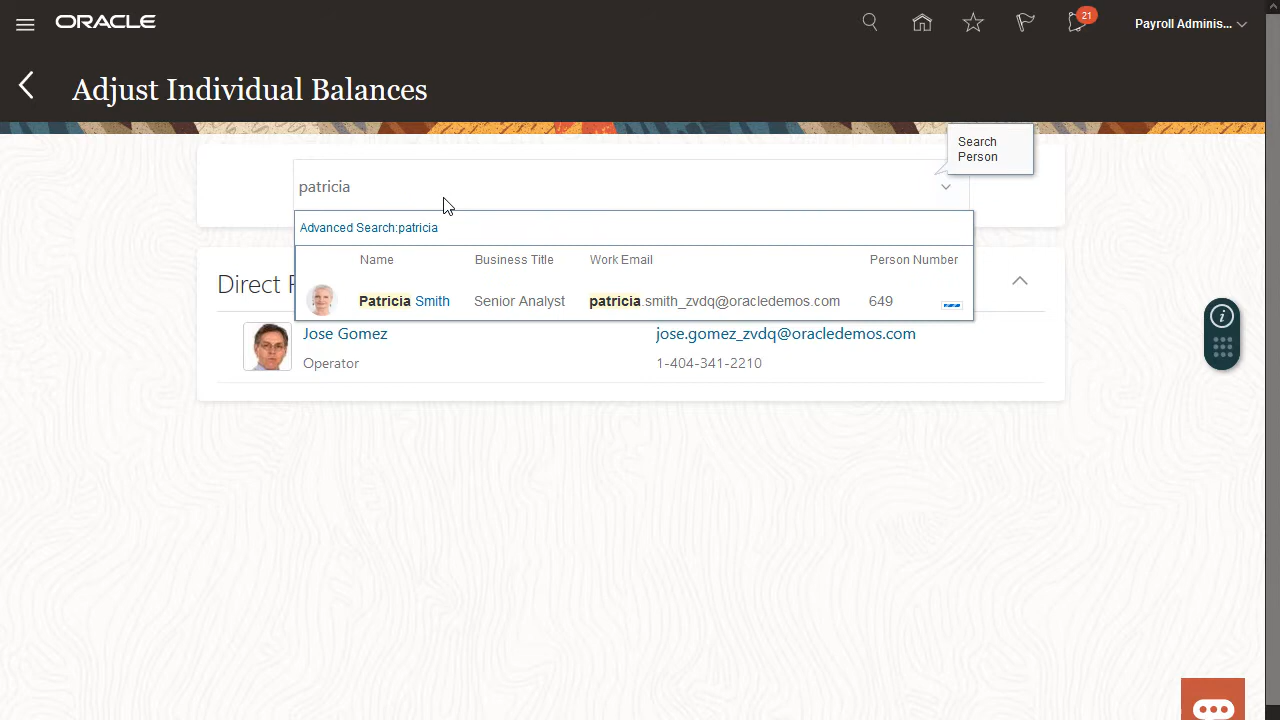 ORACLE
21
Payroll Adminis...
Adjust Individual Balances
Search
Person
patricia
Advanced Search:patricia
Name Business Title Work Email Person Number
Patricia Smith Senior Analyst patricia.smith_zvdq@oracledemos.com 649
Direct
Jose Gomez jose.gomez_zvdq@oracledemos.com
Operator 1-404-341-2210